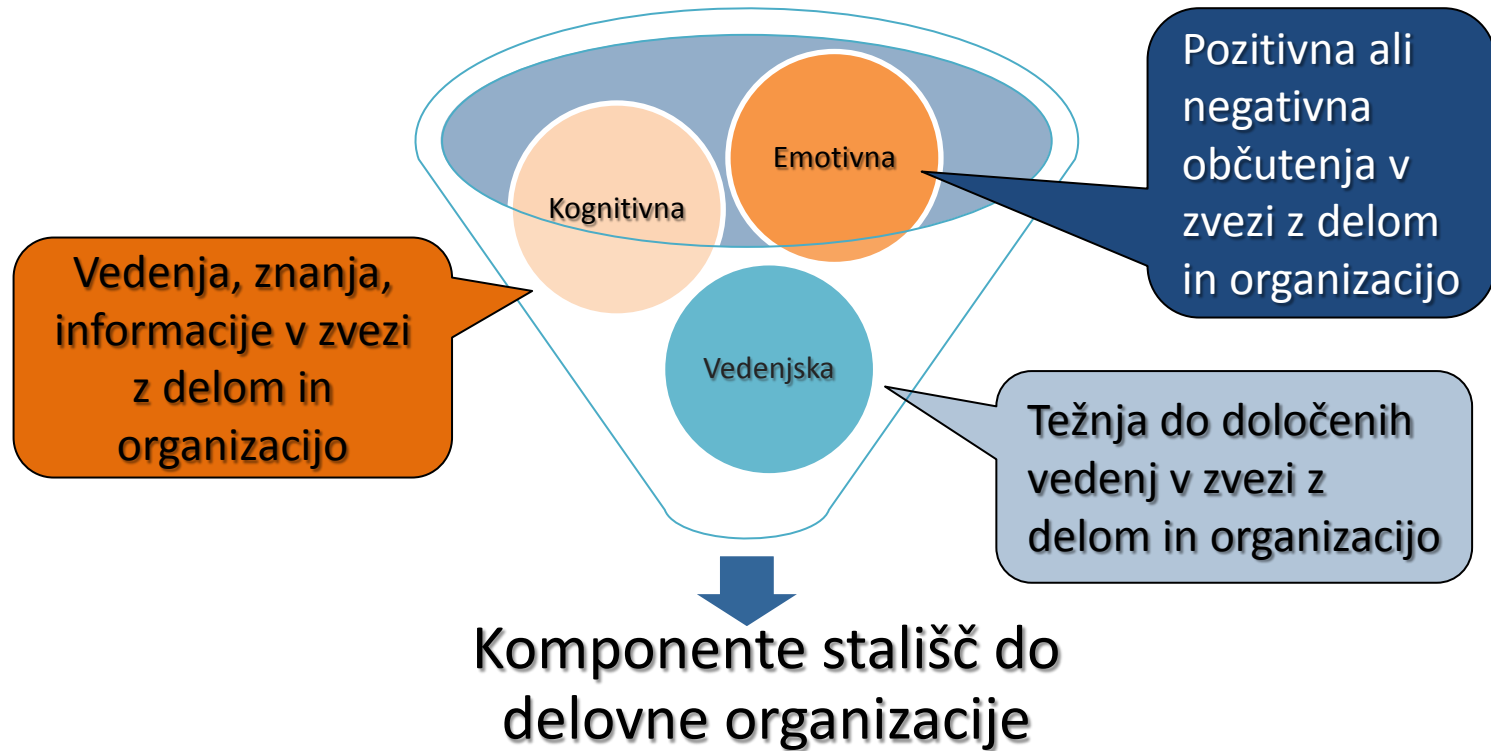 Pozitivna ali
negativna
občutenja v
zvezi z delom
in organizacijo
Emotivna
Kognitivna
Vedenja, znanja,
informacije v zvezi
z delom in
organizacijo
Vedenjska
Težnja do določenih
vedenj v zvezi z
delom in organizacijo
Komponente stališč do
delovne organizacije